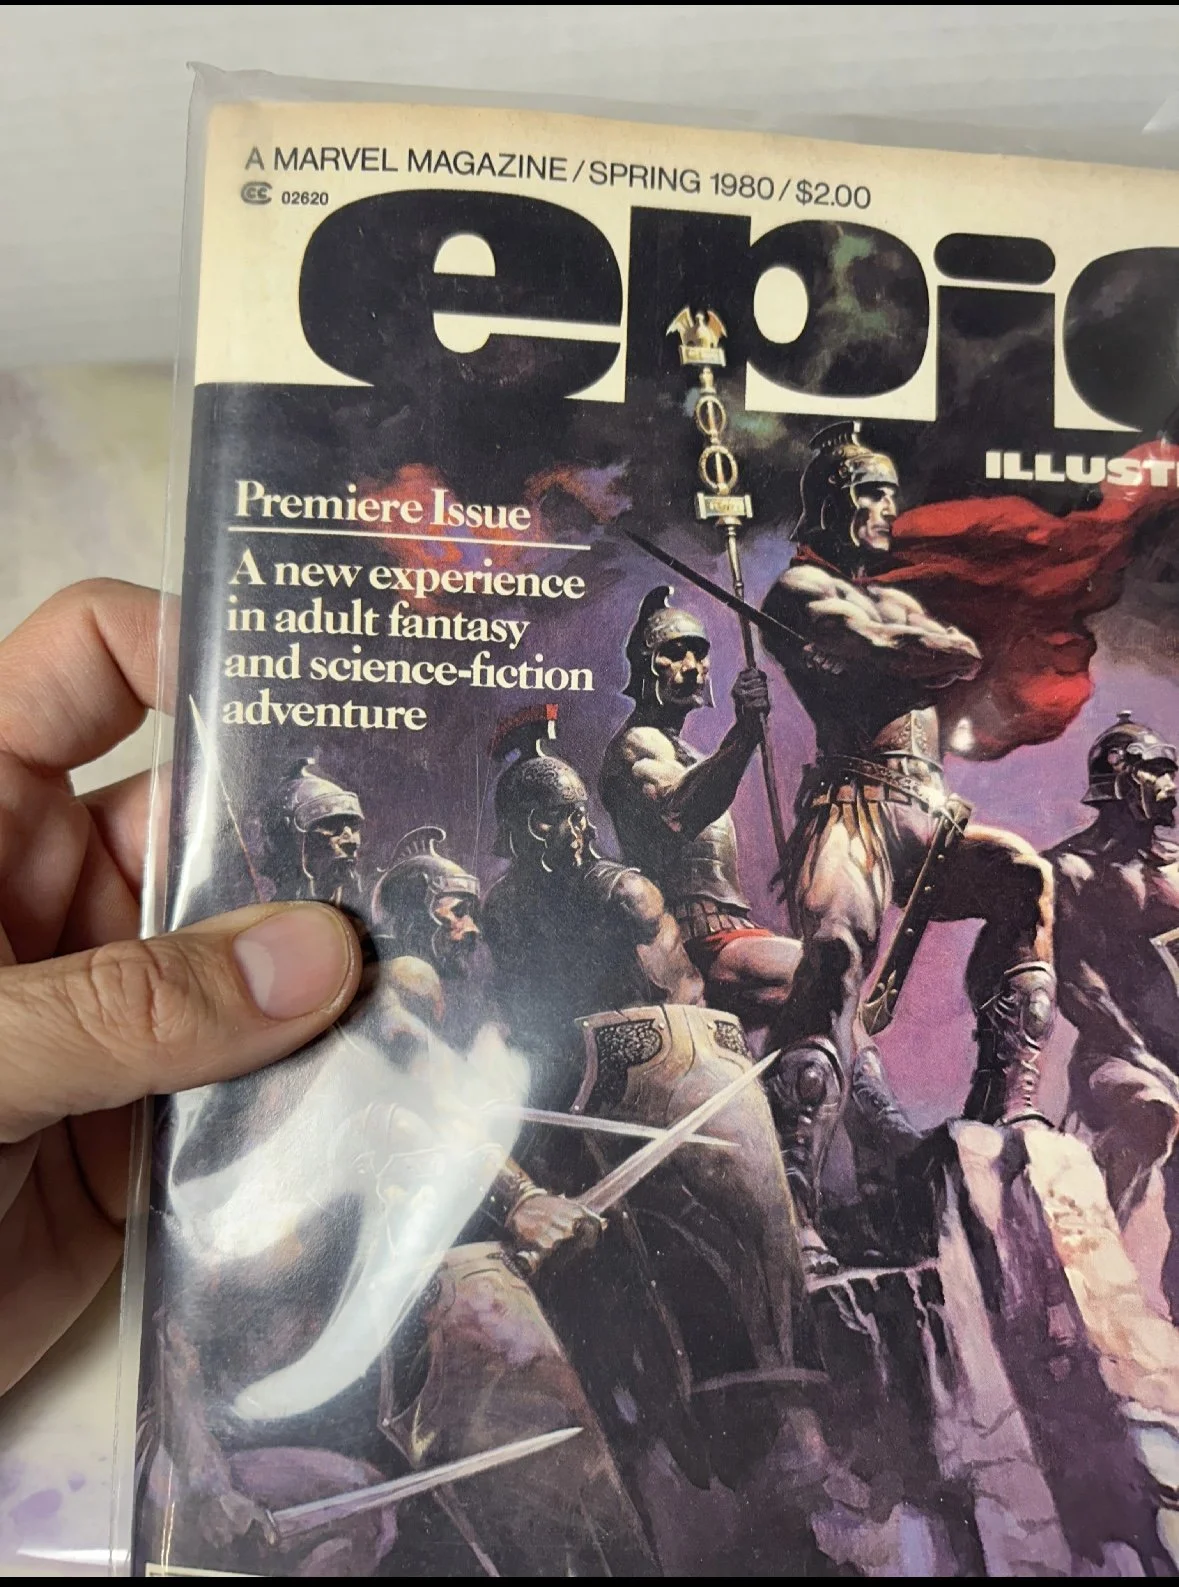 A MARVEL MAGAZINE/SPRING 1980/$2.00
CC 02620
epic
ILLUST
Premiere Issue
A new experience
in adult fantasy
and science-fiction
adventure